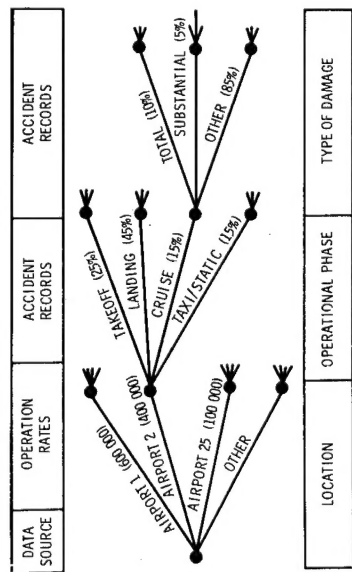 DATA
SOURCE
OPERATION
RATES
ACCIDENT
RECORDS
ACCIDENT
RECORDS
AIRPORT 1 (600 000)
AIRPORT 2 (400 000)
AIRPORT 25 (100 000)
OTHER
TAKEOFF (25%)
LANDING (45%)
CRUISE (15%)
TAXI/STATIC (15%)
TOTAL (10%)
SUBSTANTIAL (5%)
OTHER (85%)
LOCATION
OPERATIONAL PHASE
TYPE OF DAMAGE